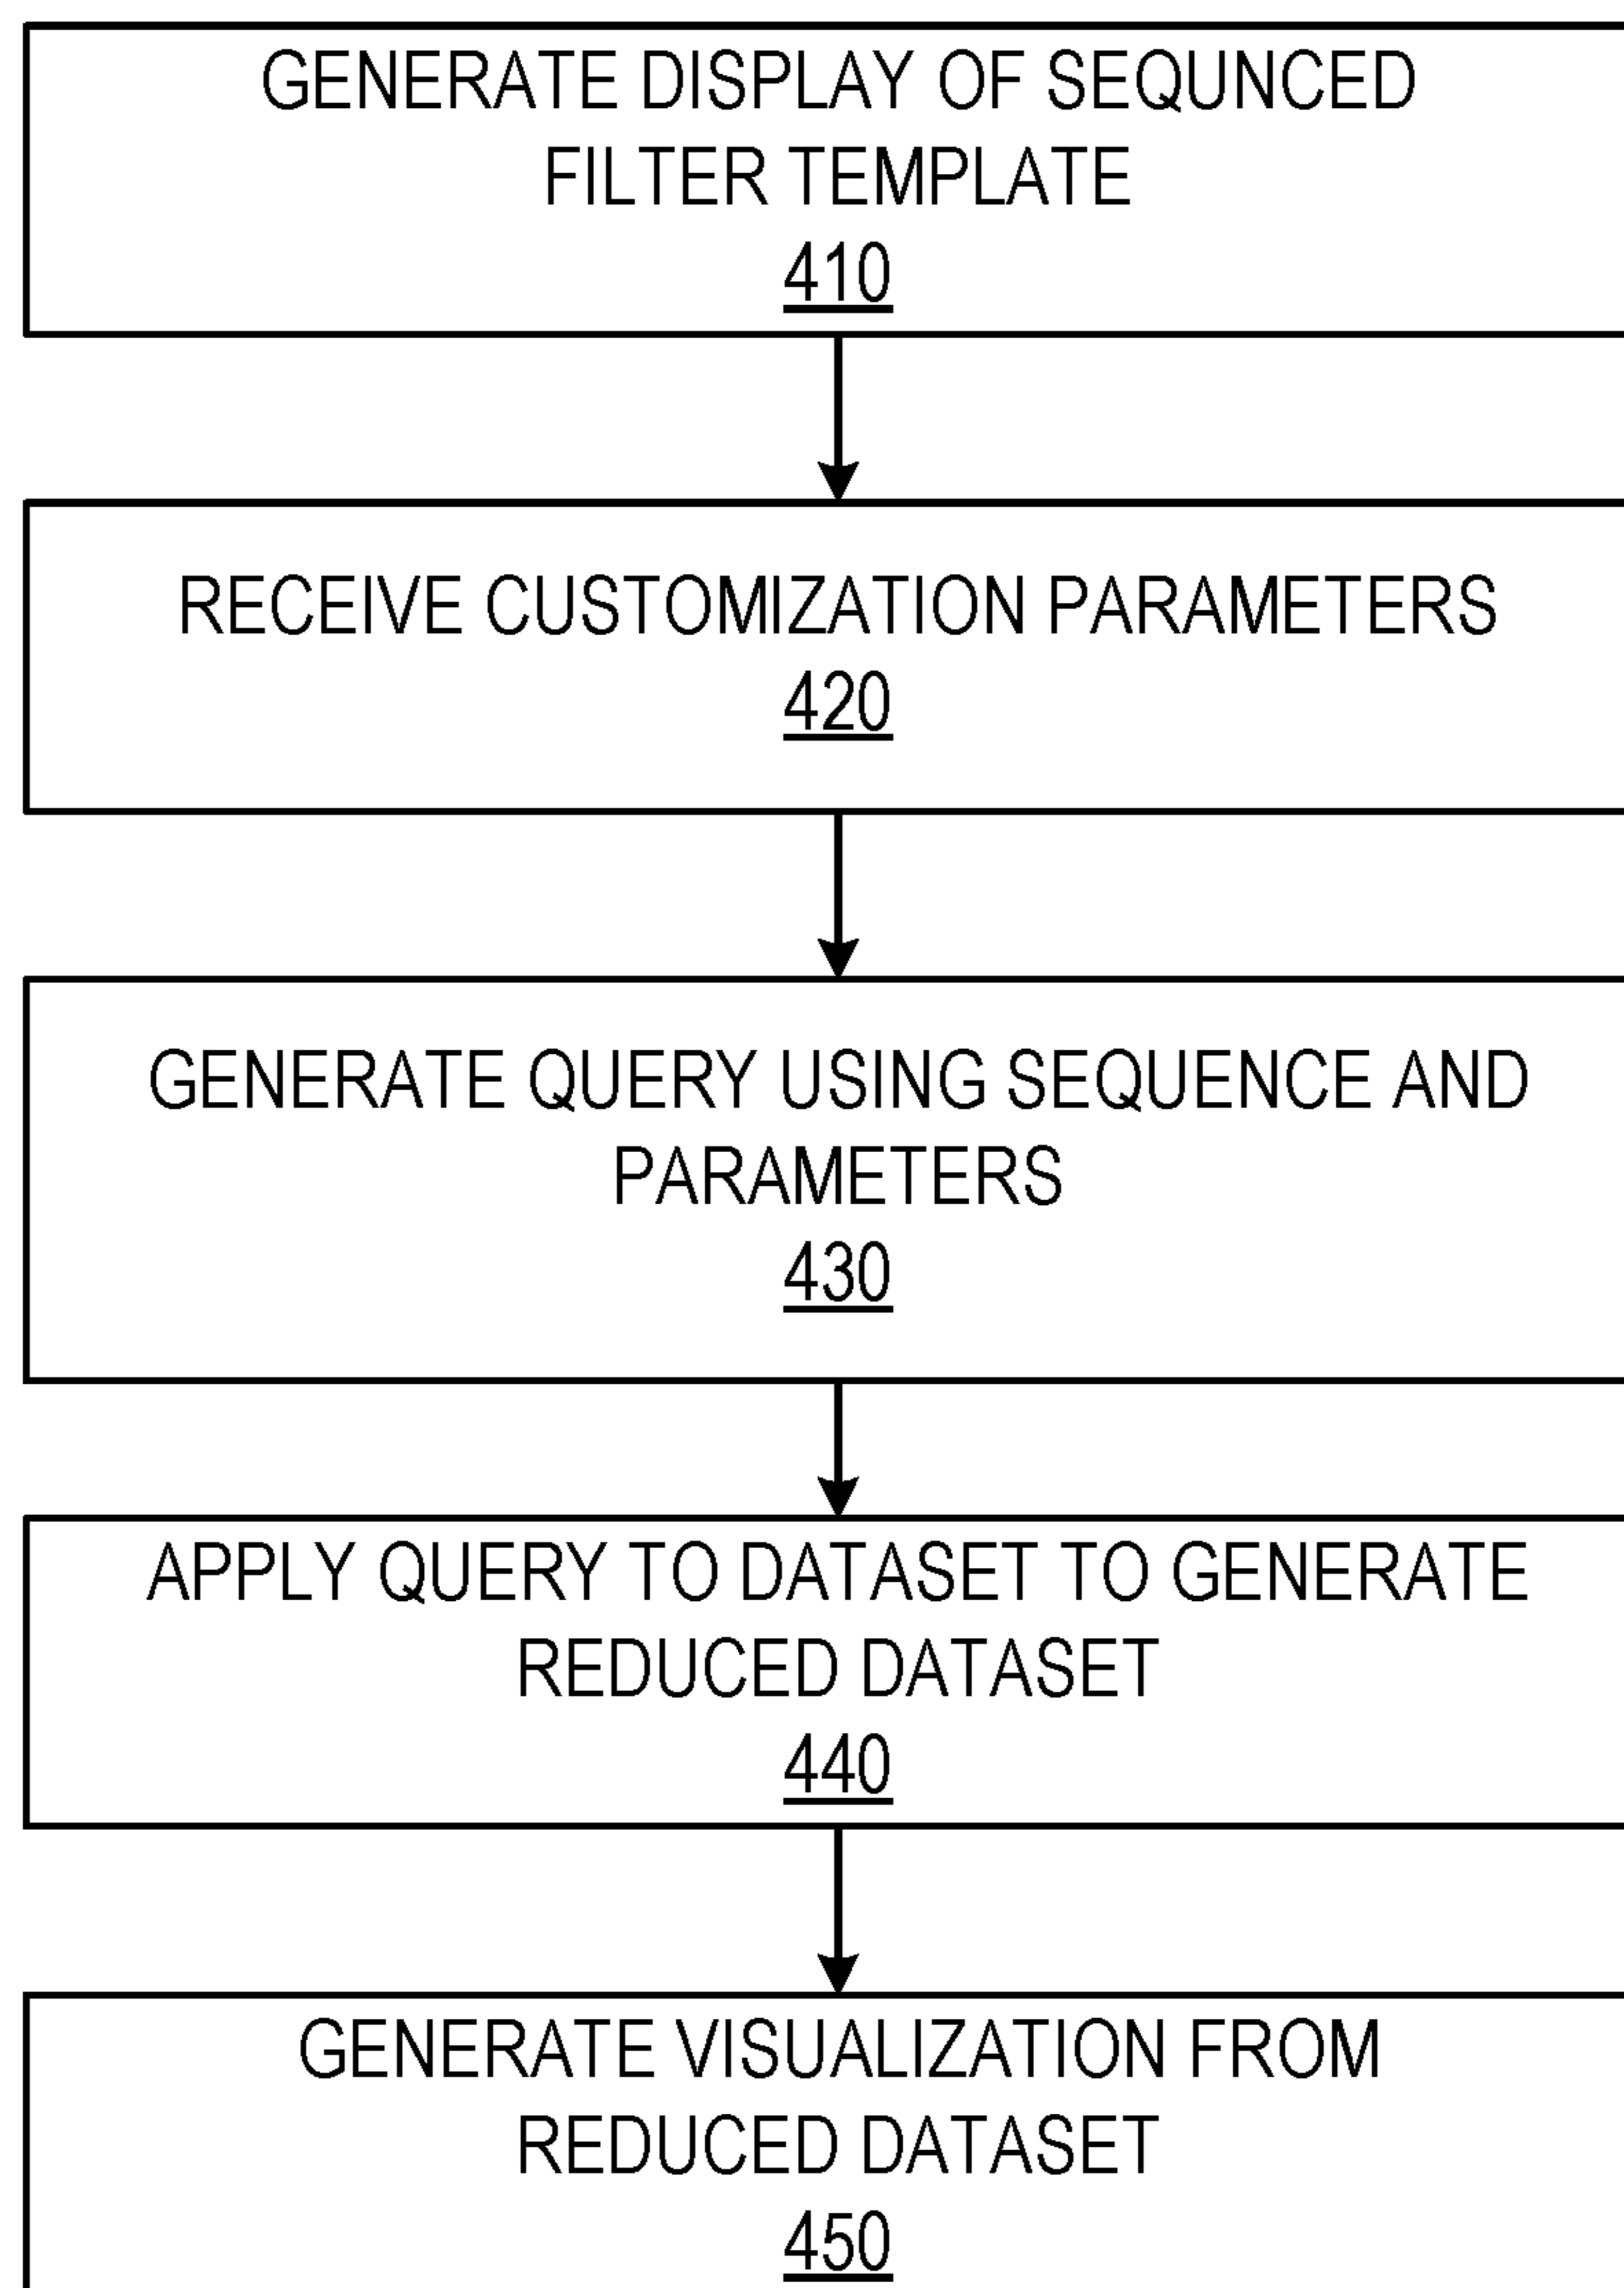 GENERATE DISPLAY OF SEQUNCED
FILTER TEMPLATE
410
RECEIVE CUSTOMIZATION PARAMETERS
420
GENERATE QUERY USING SEQUENCE AND
PARAMETERS
430
APPLY QUERY TO DATASET TO GENERATE
REDUCED DATASET
440
GENERATE VISUALIZATION FROM
REDUCED DATASET
450